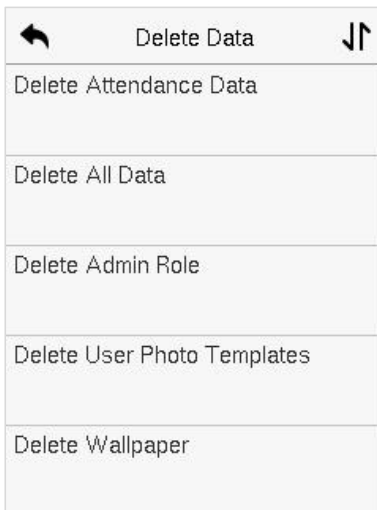 Delete Data
Delete Attendance Data
Delete All Data
Delete Admin Role
Delete User Photo Templates
Delete Wallpaper